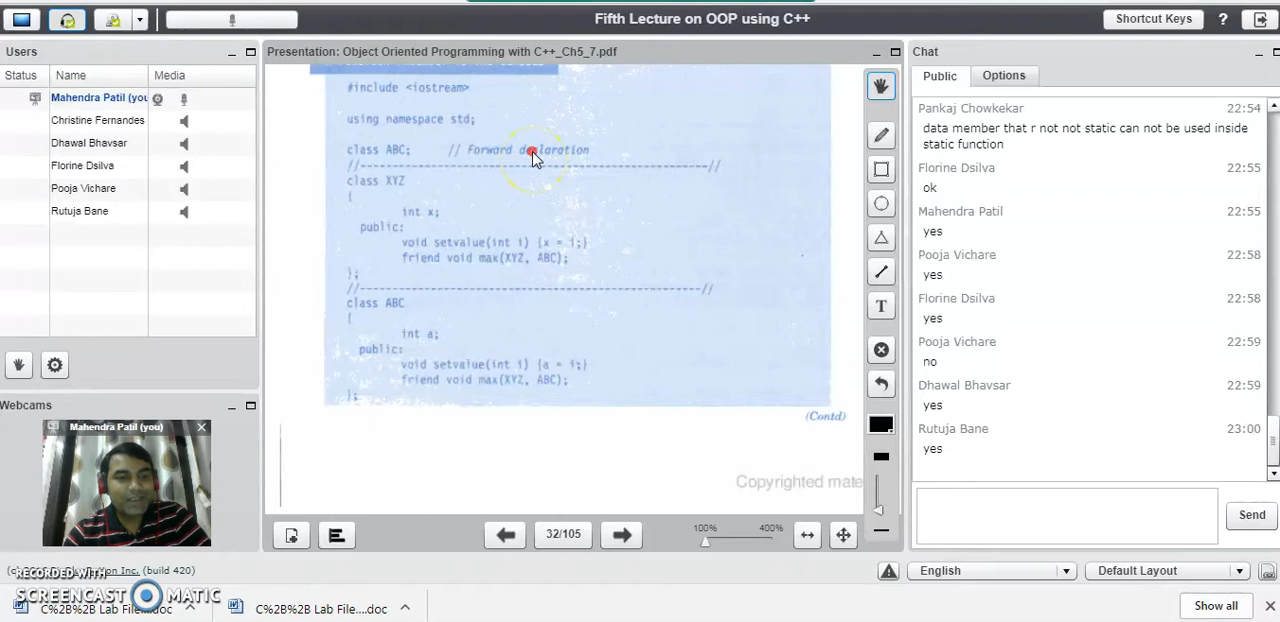 Fifth Lecture on OOP using C++
Shortcut Keys
?
Users
Status Name Media
Mahendra Patil (you
Christine Fernandes
Dhawal Bhavsar
Florine Dsilva
Pooja Vichare
Rutuja Bane
Webcams
Mahendra Patil (you)
Presentation: Object Oriented Programming with C++_Ch5_7.pdf
#include <iostream>
using namespace std;
class ABC; // Forward declaration
//------------------------------------------------//
class XYZ
{
int x;
public:
void setvalue(int i) {x = i;}
friend void max(XYZ, ABC);
};
//------------------------------------------------//
class ABC
{
int a;
public:
void setvalue(int i) {a = i;}
friend void max(XYZ, ABC);
};
(Contd)
Copyrighted mate
32/105
100% 400%
T
Chat
Public Options
Pankaj Chowkekar 22:54
data member that r not not static can not be used inside
static function
Florine Dsilva 22:55
ok
Mahendra Patil 22:55
yes
Pooja Vichare 22:58
yes
Florine Dsilva 22:58
yes
Pooja Vichare 22:59
no
Dhawal Bhavsar 22:59
yes
Rutuja Bane 23:00
yes
Send
(build 420)
English
Default Layout
RECORDED WITH
SCREENCAST MATIC
C%2B%2B Lab File....doc
C%2B%2B Lab File....doc
Show all